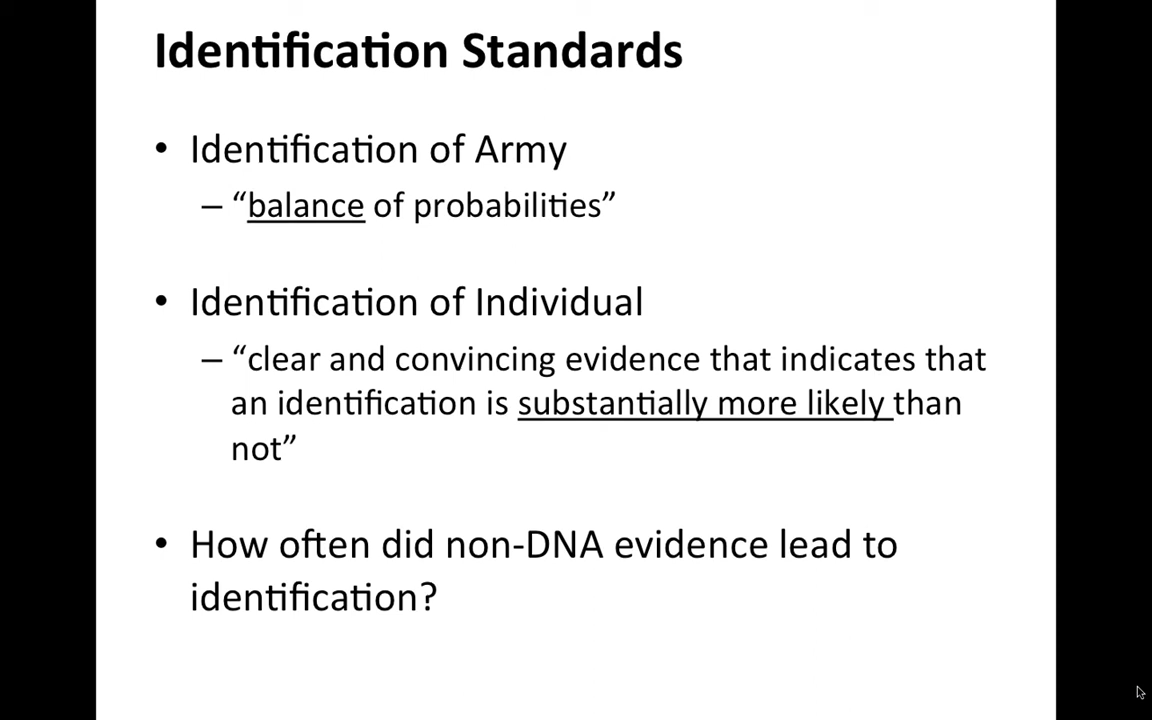 Identification Standards
• Identification of Army
– “balance of probabilities”
• Identification of Individual
– “clear and convincing evidence that indicates that
an identification is substantially more likely than
not”
• How often did non-DNA evidence lead to
identification?